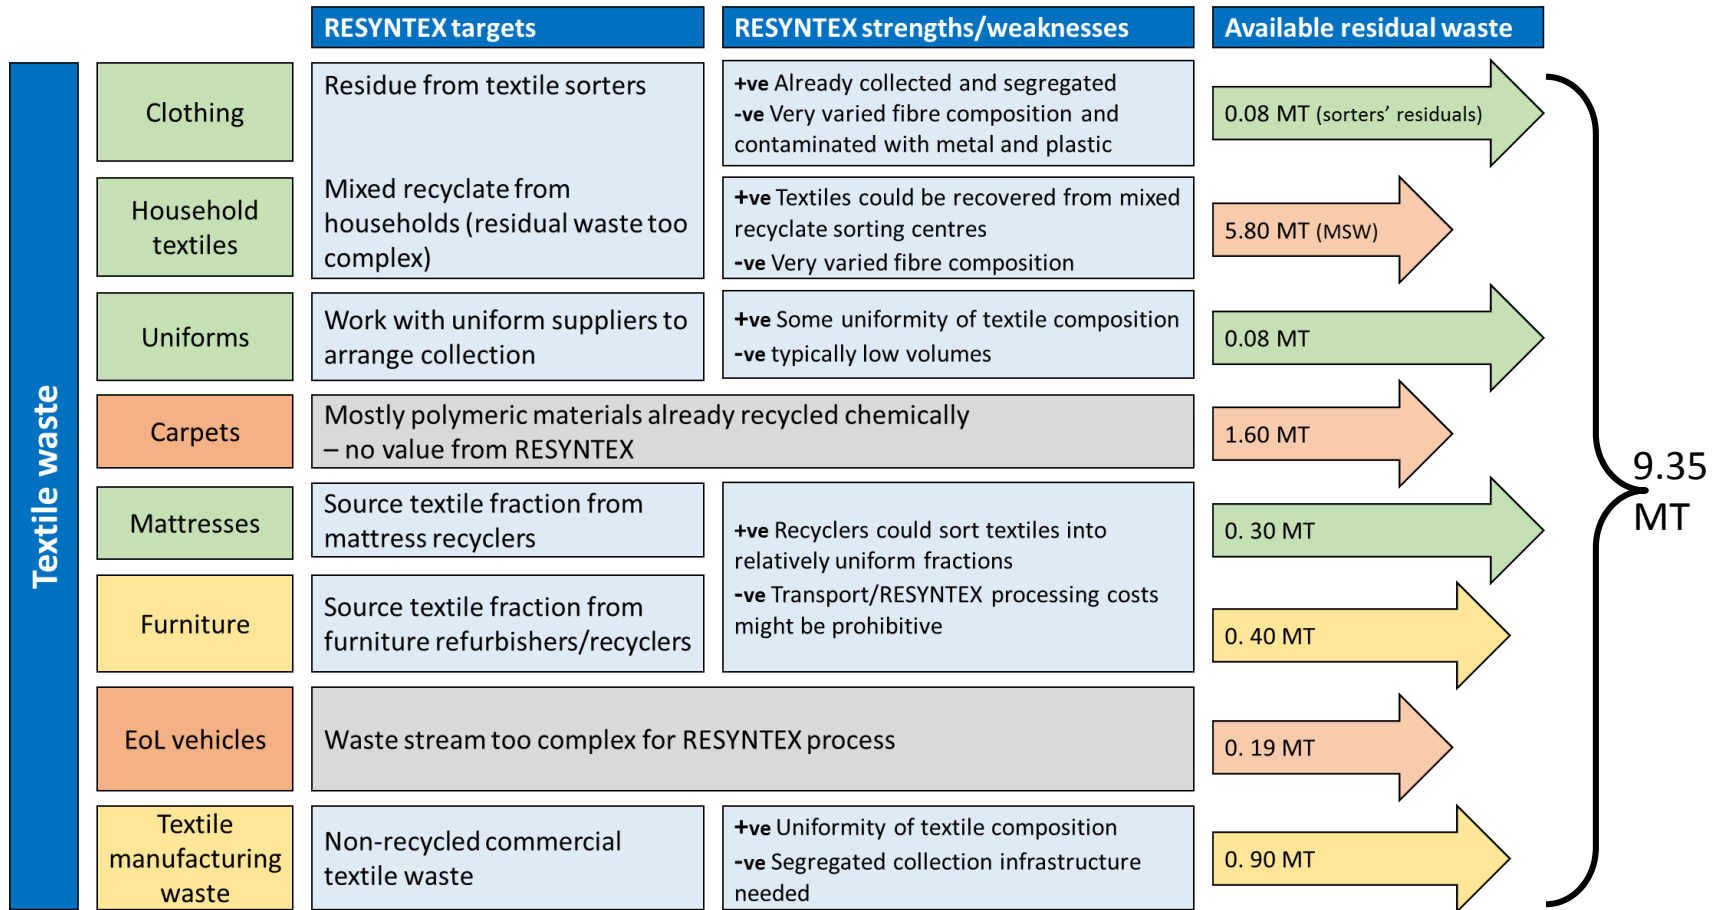 RESYNTEX targets
RESYNTEX strengths/weaknesses
Available residual waste
Textile waste
Clothing
Residue from textile sorters
+ve Already collected and segregated
-ve Very varied fibre composition and
contaminated with metal and plastic
0.08 MT (sorters’ residuals)
Household
textiles
Mixed recyclate from
households (residual waste too
complex)
+ve Textiles could be recovered from mixed
recyclate sorting centres
-ve Very varied fibre composition
5.80 MT (MSW)
Uniforms
Work with uniform suppliers to
arrange collection
+ve Some uniformity of textile composition
-ve typically low volumes
0.08 MT
Carpets
Mostly polymeric materials already recycled chemically
– no value from RESYNTEX
1.60 MT
Mattresses
Source textile fraction from
mattress recyclers
+ve Recyclers could sort textiles into
relatively uniform fractions
-ve Transport/RESYNTEX processing costs
might be prohibitive
0. 30 MT
Furniture
Source textile fraction from
furniture refurbishers/recyclers
0. 40 MT
EoL vehicles
Waste stream too complex for RESYNTEX process
0. 19 MT
Textile
manufacturing
waste
Non-recycled commercial
textile waste
+ve Uniformity of textile composition
-ve Segregated collection infrastructure
needed
0. 90 MT
9.35
MT